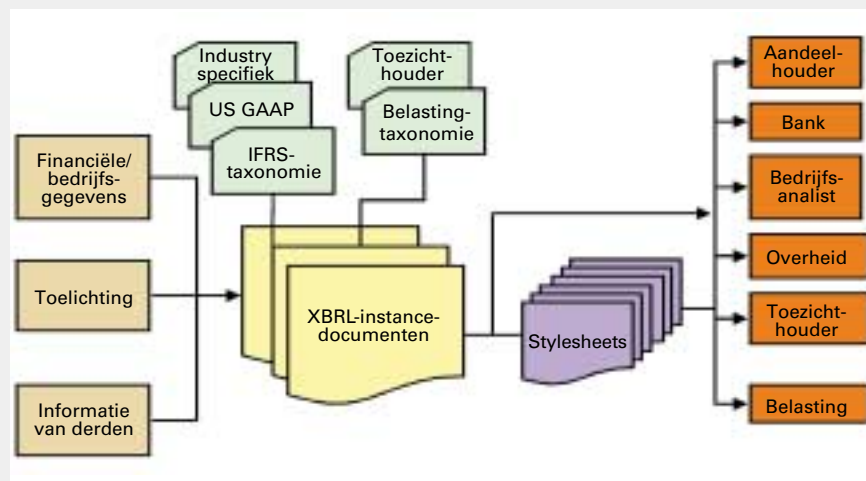 Industry
specifiek
US GAAP
IFRS-
taxonomie
Toezicht-
houder
Belasting-
taxonomie
Financiële/
bedrijfs-
gegevens
Toelichting
Informatie
van derden
XBRL-instance-
documenten
Stylesheets
Aandeel-
houder
Bank
Bedrijfs-
analist
Overheid
Toezicht-
houder
Belasting